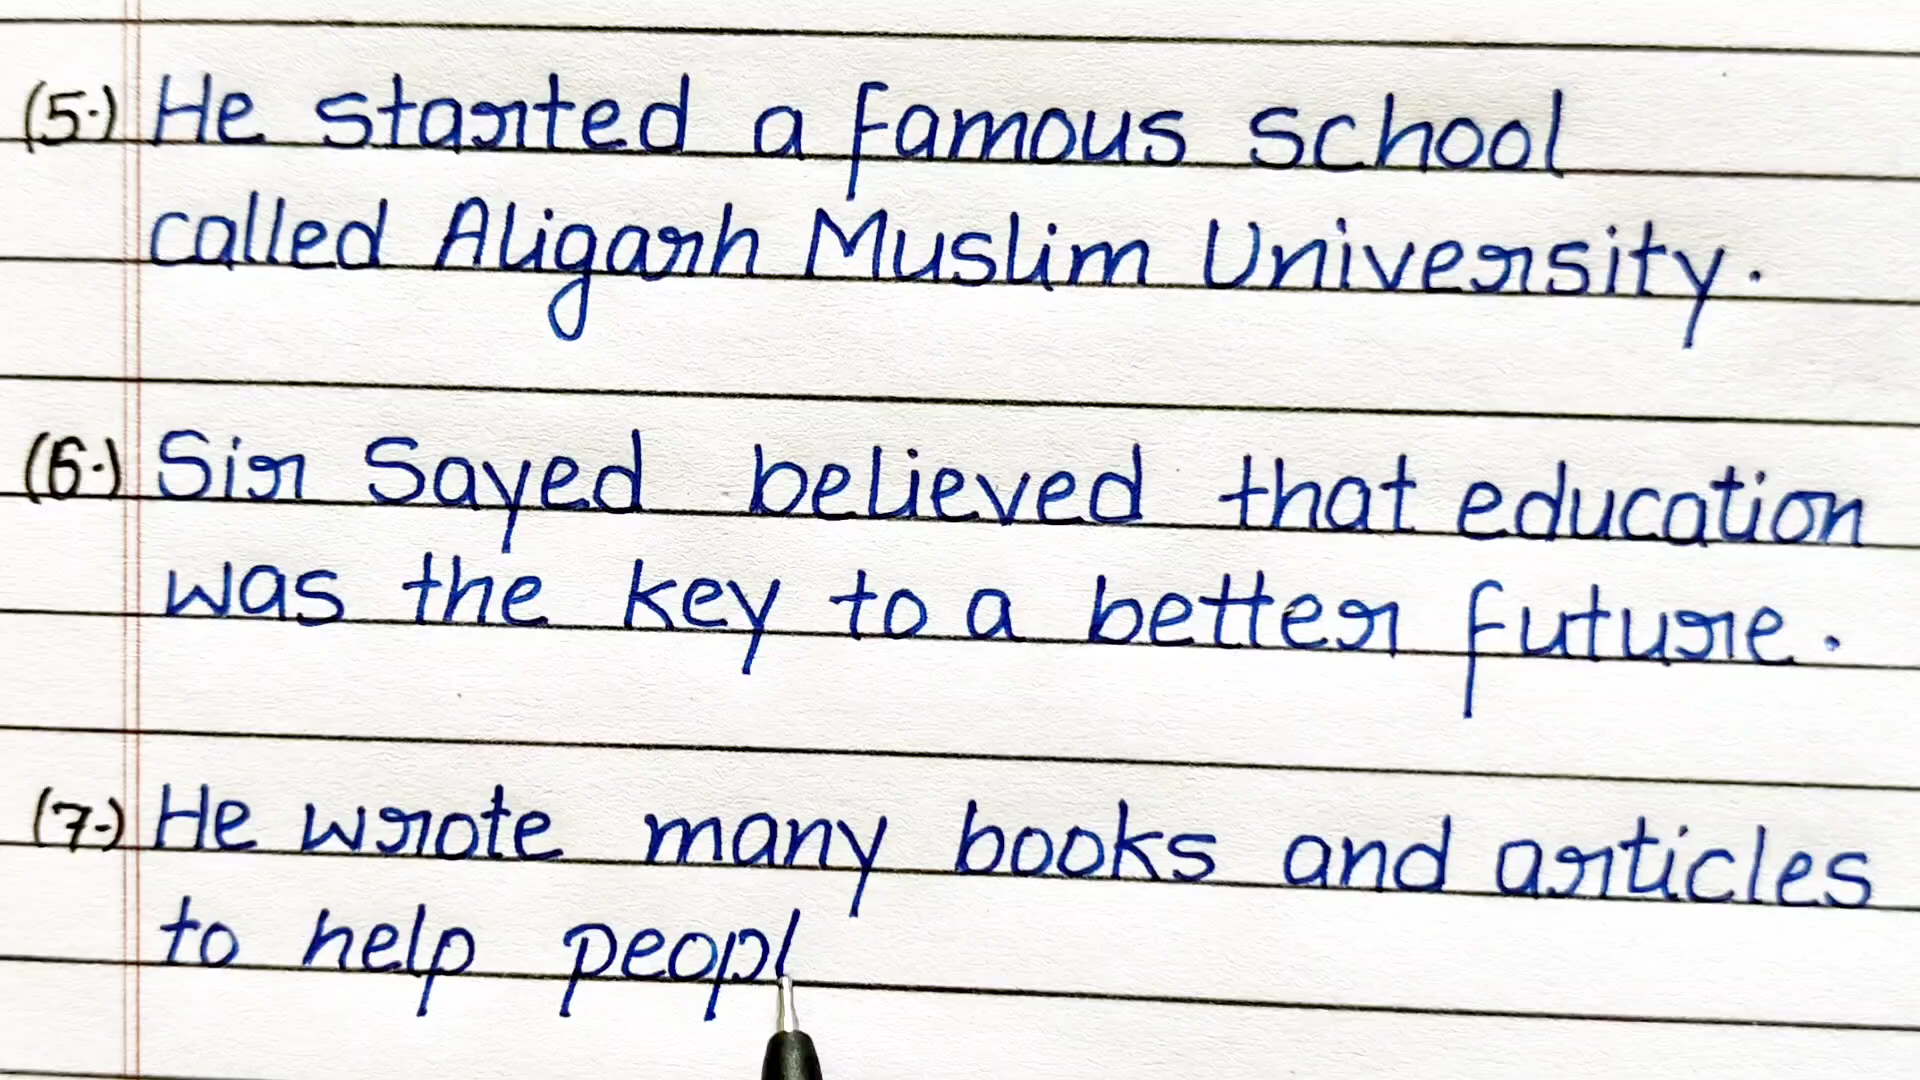 (5.) He started a famous school
called Aligarh Muslim University.
(6.) Sir Sayed believed that education
was the key to a better future.
(7.) He wrote many books and articles
to help peopl